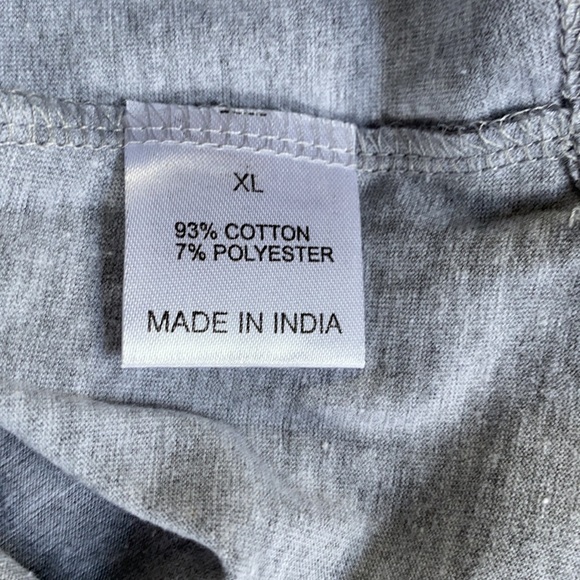 XL
93% COTTON
7% POLYESTER
MADE IN INDIA